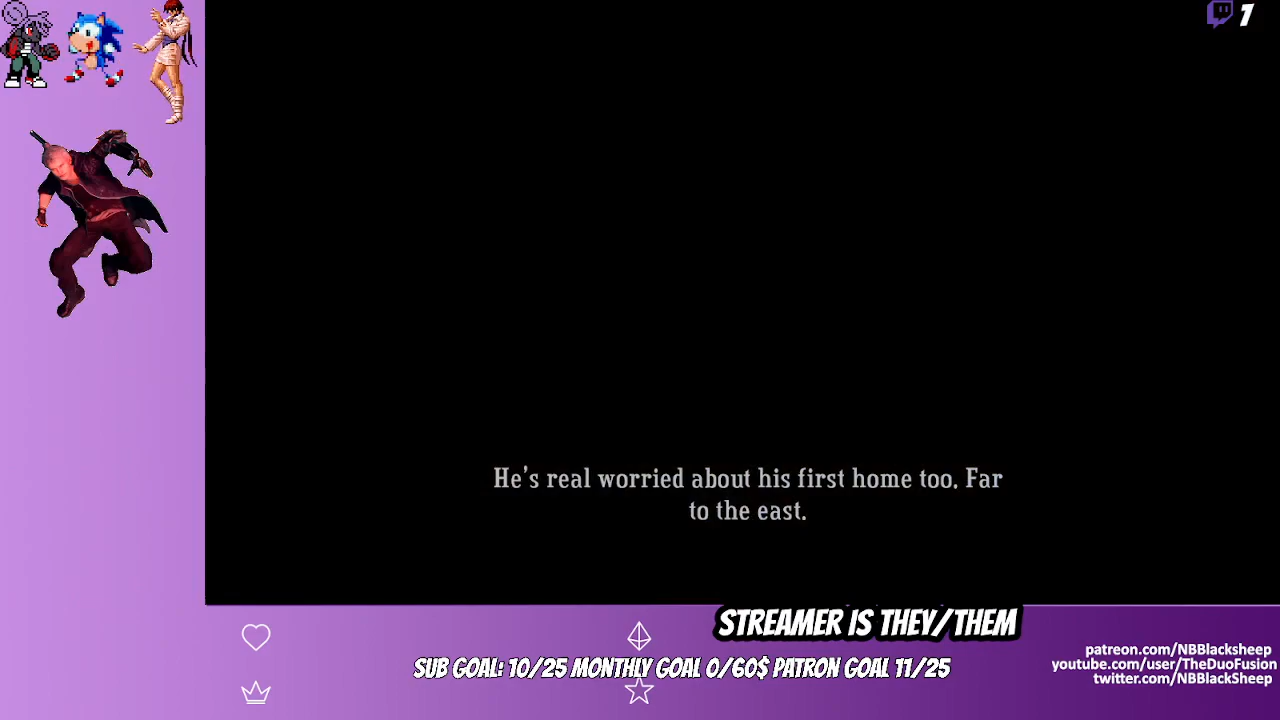 1
He's real worried about his first home too. Far
to the east.
STREAMER IS THEY/THEM
SUB GOAL: 10/25 MONTHLY GOAL 0/60$ PATRON GOAL 11/25
patreon.com/NBBlacksheep
youtube.com/user/TheDuoFusion
twitter.com/NBBlackSheep